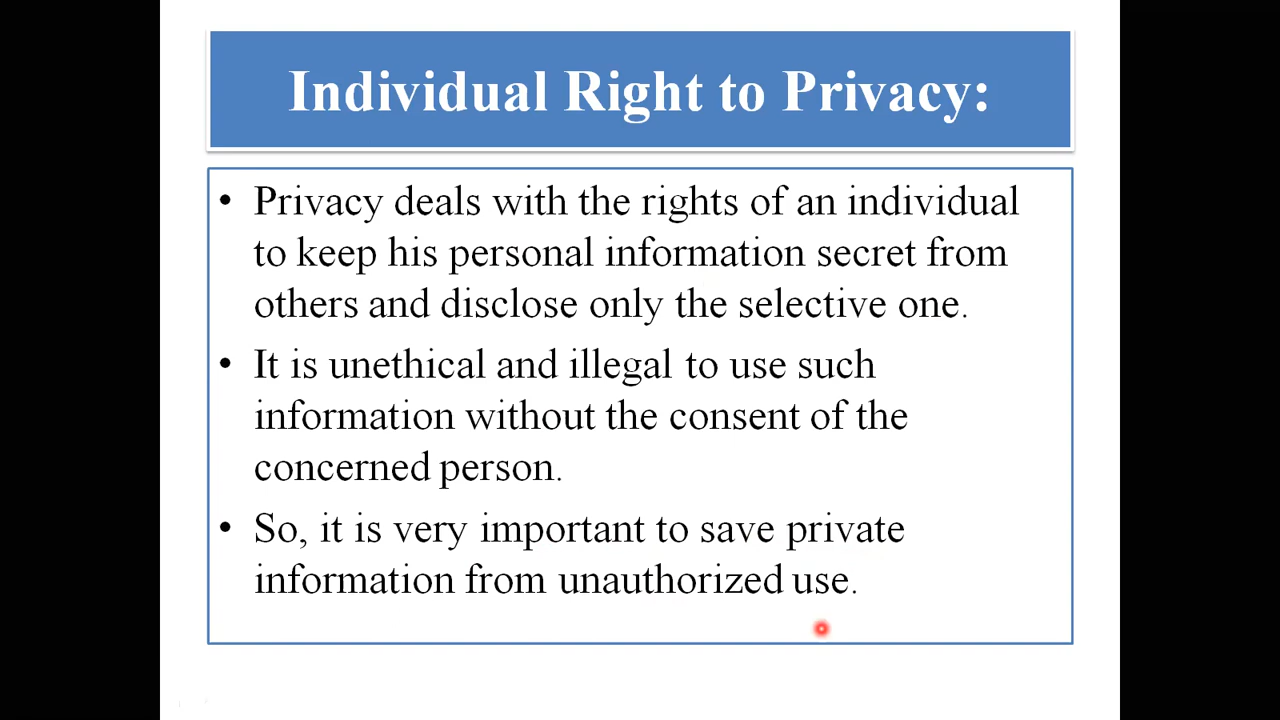 Individual Right to Privacy:
• Privacy deals with the rights of an individual
to keep his personal information secret from
others and disclose only the selective one.
• It is unethical and illegal to use such
information without the consent of the
concerned person.
• So, it is very important to save private
information from unauthorized use.